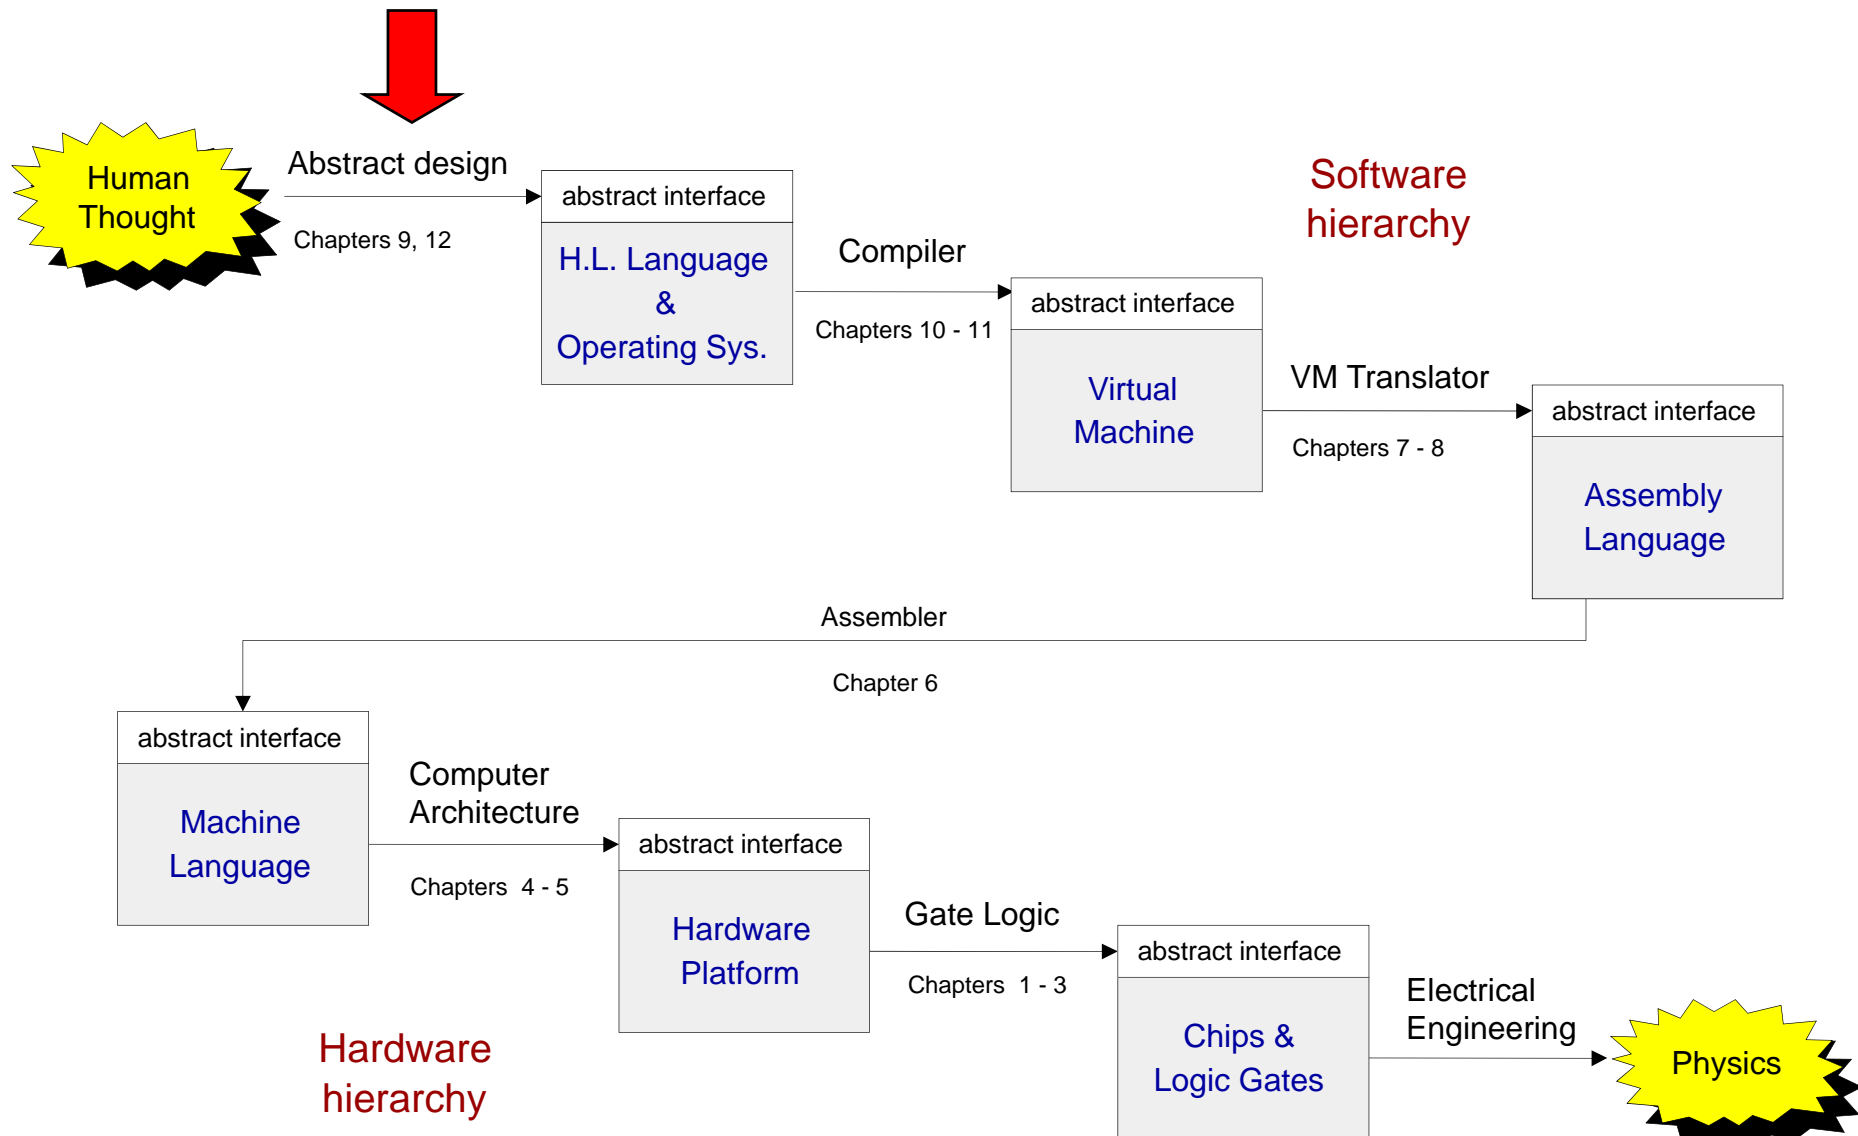 Human
Thought
Abstract design
Chapters 9, 12
abstract interface
H.L. Language
&
Operating Sys.
Compiler
Chapters 10 - 11
abstract interface
Virtual
Machine
Software
hierarchy
VM Translator
Chapters 7 - 8
abstract interface
Assembly
Language
Assembler
Chapter 6
abstract interface
Machine
Language
Computer
Architecture
Chapters 4 - 5
abstract interface
Hardware
Platform
Gate Logic
Chapters 1 - 3
abstract interface
Chips &
Logic Gates
Electrical
Engineering
Physics
Hardware
hierarchy